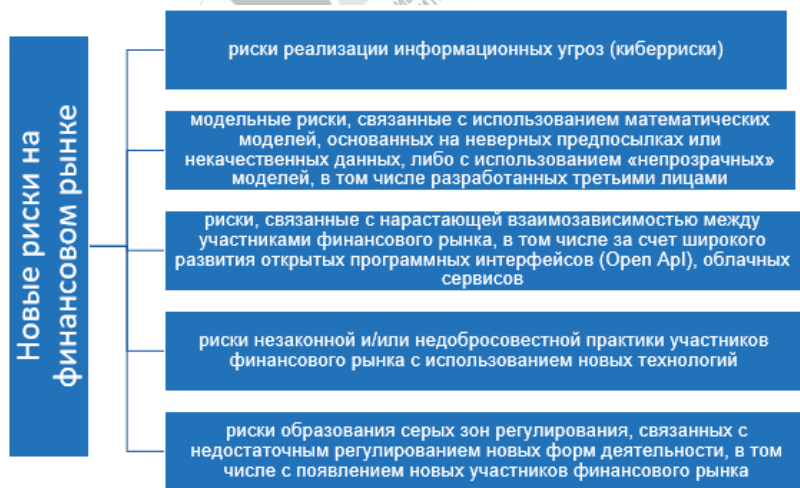 Новые риски на
финансовом рынке
риски реализации информационных угроз (киберриски)
модельные риски, связанные с использованием математических
моделей, основанных на неверных предпосылках или
некачественных данных, либо с использованием «непрозрачных»
моделей, в том числе разработанных третьими лицами
риски, связанные с нарастающей взаимозависимостью между
участниками финансового рынка, в том числе за счет широкого
развития открытых программных интерфейсов (Open ApI), облачных
сервисов
риски незаконной и/или недобросовестной практики участников
финансового рынка с использованием новых технологий
риски образования серых зон регулирования, связанных с
недостаточным регулированием новых форм деятельности, в том
числе с появлением новых участников финансового рынка